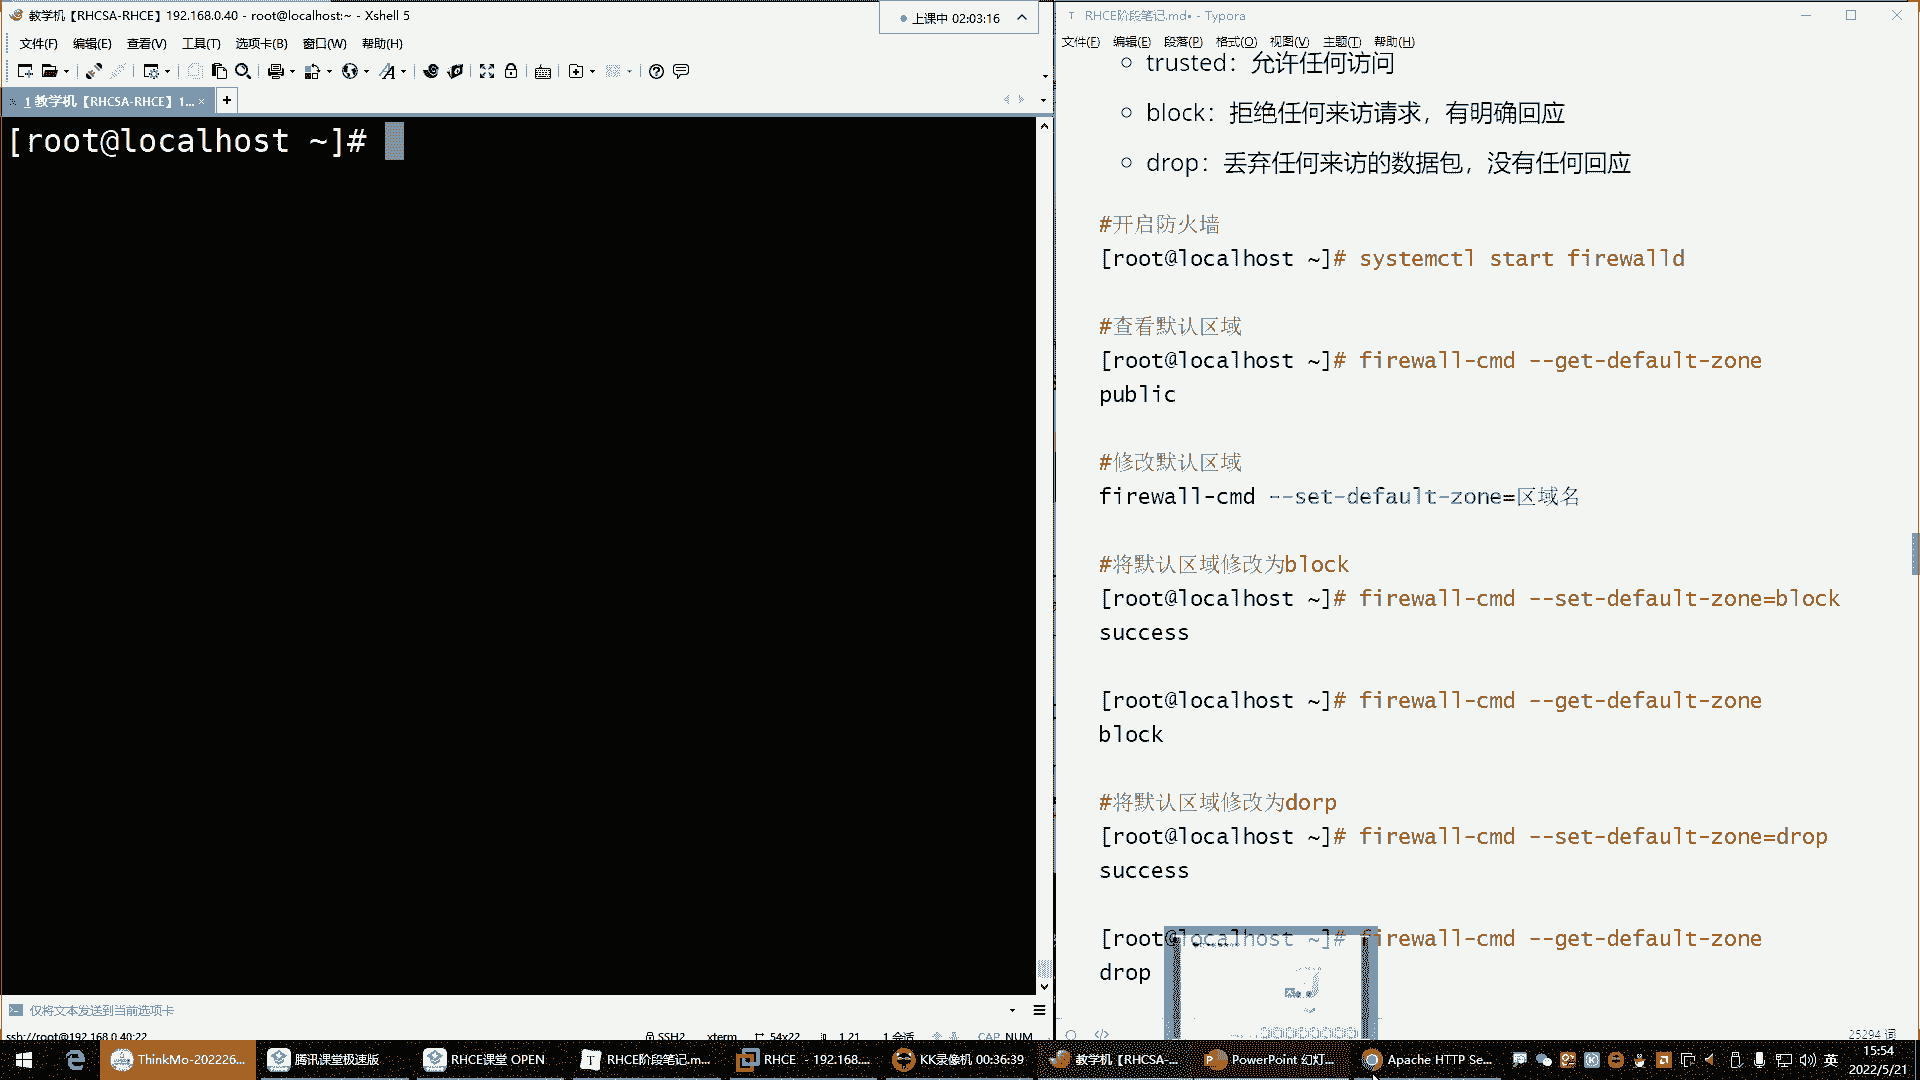 教学机【RHCSA-RHCE】192.168.0.40 - root@localhost:~ - Xshell 5
上课中 02:03:16
文件(F) 编辑(E) 查看(V) 工具(T) 选项卡(B) 窗口(W) 帮助(H)
1 教学机【RHCSA-RHCE】1...
[root@localhost ~]#
仅将文本发送到当前选项卡
ssh://root@192.168.0.40:22
SSH2 xterm 54x22 1,21 1 会话 CAP NUM
RHCE阶段笔记.md• - Typora
文件(F) 编辑(E) 段落(P) 格式(O) 视图(V) 主题(T) 帮助(H)
trusted：允许任何访问
block：拒绝任何来访请求，有明确回应
drop：丢弃任何来访的数据包，没有任何回应
#开启防火墙
[root@localhost ~]# systemctl start firewalld
#查看默认区域
[root@localhost ~]# firewall-cmd --get-default-zone
public
#修改默认区域
firewall-cmd --set-default-zone=区域名
#将默认区域修改为block
[root@localhost ~]# firewall-cmd --set-default-zone=block
success
[root@localhost ~]# firewall-cmd --get-default-zone
block
#将默认区域修改为dorp
[root@localhost ~]# firewall-cmd --set-default-zone=drop
success
[root@localhost ~]# firewall-cmd --get-default-zone
drop
25294 词
ThinkMo-202226...
腾讯课堂极速版
RHCE课堂 OPEN
RHCE阶段笔记.m...
RHCE - 192.168....
KK录像机 00:36:39
教学机【RHCSA-...
PowerPoint 幻灯...
Apache HTTP Se...
英
15:54
2022/5/21